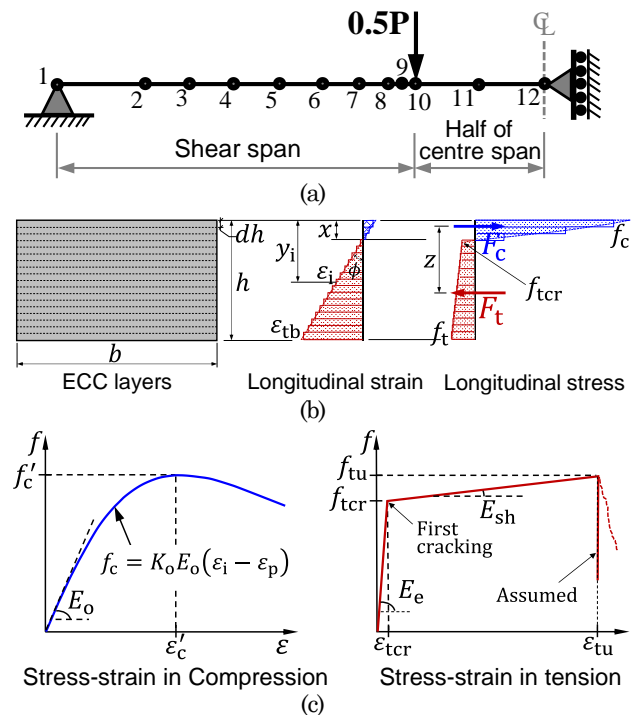 0.5P
℄
1
2
3
4
5
6
7
8
9
10
11
12
Shear span
Half of
centre span
(a)
dh
h
b
ECC layers
x
y_i
ε_i
ϕ
ε_tb
Longitudinal strain
z
F_c
f_c
f_tcr
F_t
f_t
Longitudinal stress
(b)
f
f_c′
f_c = K_o E_o(ε_i − ε_p)
E_o
ε_c′
ε
Stress-strain in Compression
f
f_tu
f_tcr
E_sh
First
cracking
Assumed
E_e
ε_tcr
ε_tu
ε
Stress-strain in tension
(c)